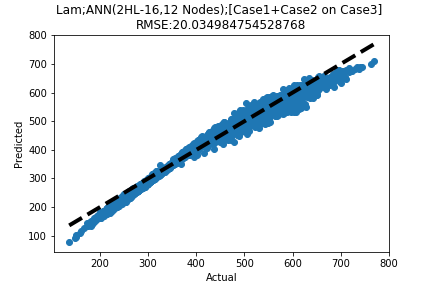 Lam;ANN(2HL-16,12 Nodes);[Case1+Case2 on Case3]
RMSE:20.034984754528768
800
700
600
500
400
300
200
100
Predicted
200 300 400 500 600 700 800
Actual